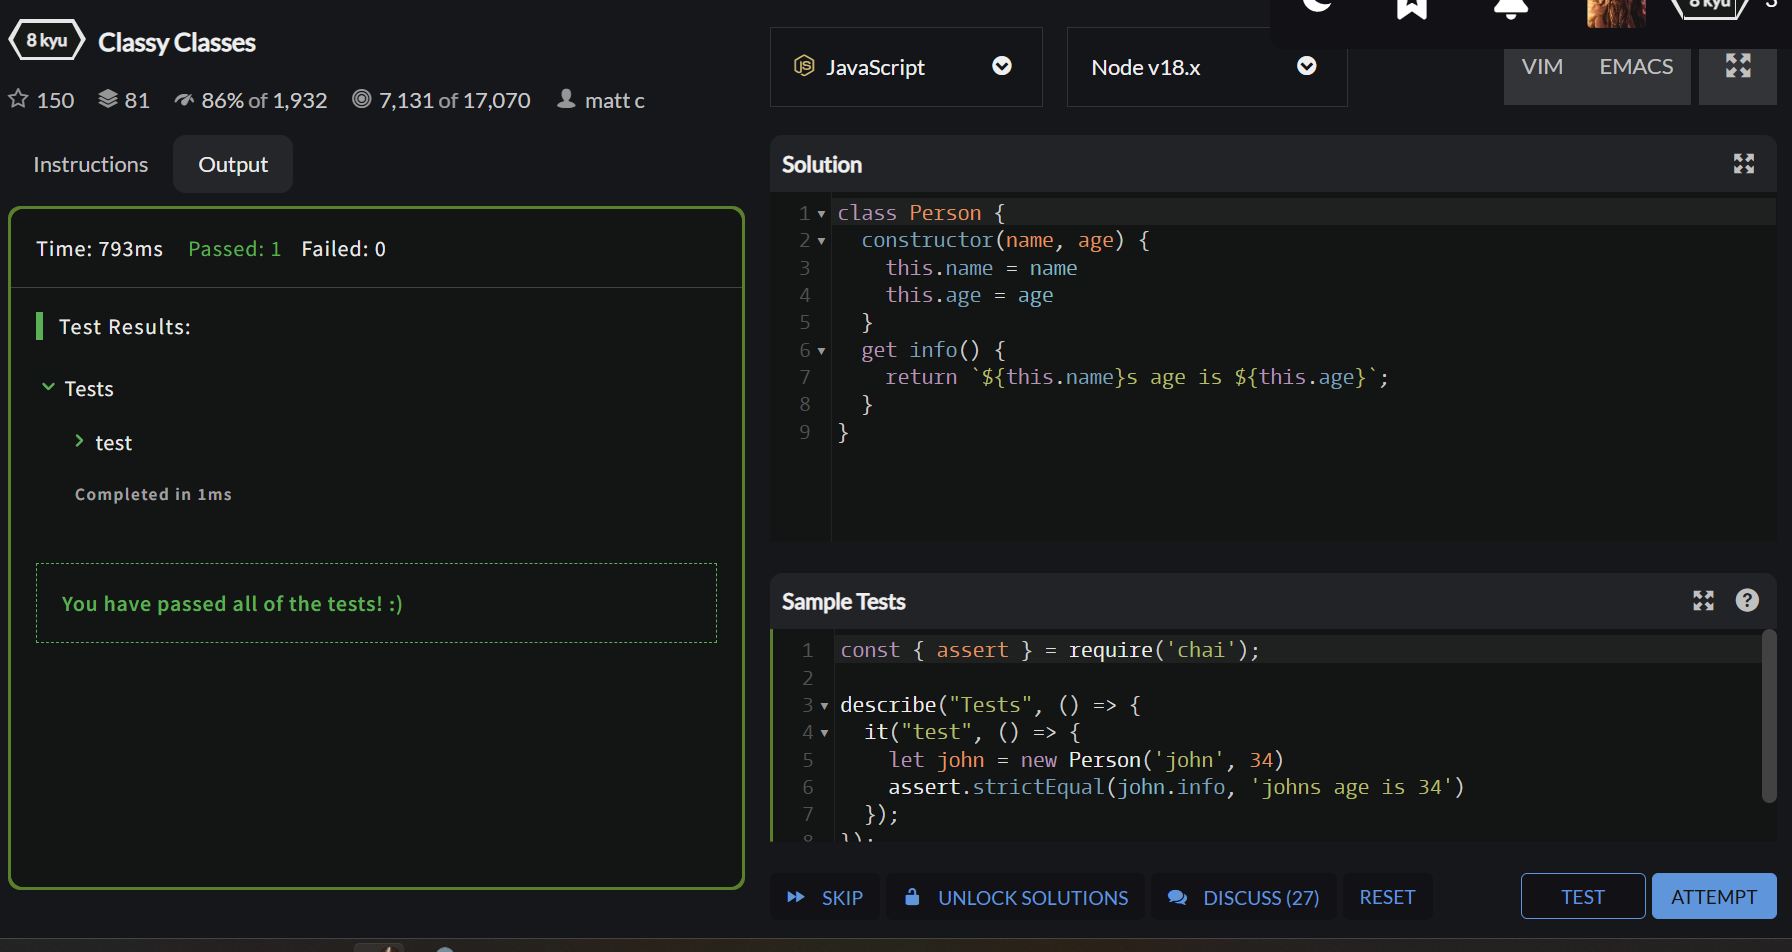 8 kyu Classy Classes
150 81 86% of 1,932 7,131 of 17,070 matt c
Instructions Output
Time: 793ms Passed: 1 Failed: 0
Test Results:
Tests
test
Completed in 1ms
You have passed all of the tests! :)
8 kyu
JS JavaScript Node v18.x VIM EMACS
Solution
1 class Person {
2 constructor(name, age) {
3 this.name = name
4 this.age = age
5 }
6 get info() {
7 return `${this.name}s age is ${this.age}`;
8 }
9 }
Sample Tests ?
1 const { assert } = require('chai');
2
3 describe("Tests", () => {
4 it("test", () => {
5 let john = new Person('john', 34)
6 assert.strictEqual(john.info, 'johns age is 34')
7 });
8 });
SKIP UNLOCK SOLUTIONS DISCUSS (27) RESET TEST ATTEMPT